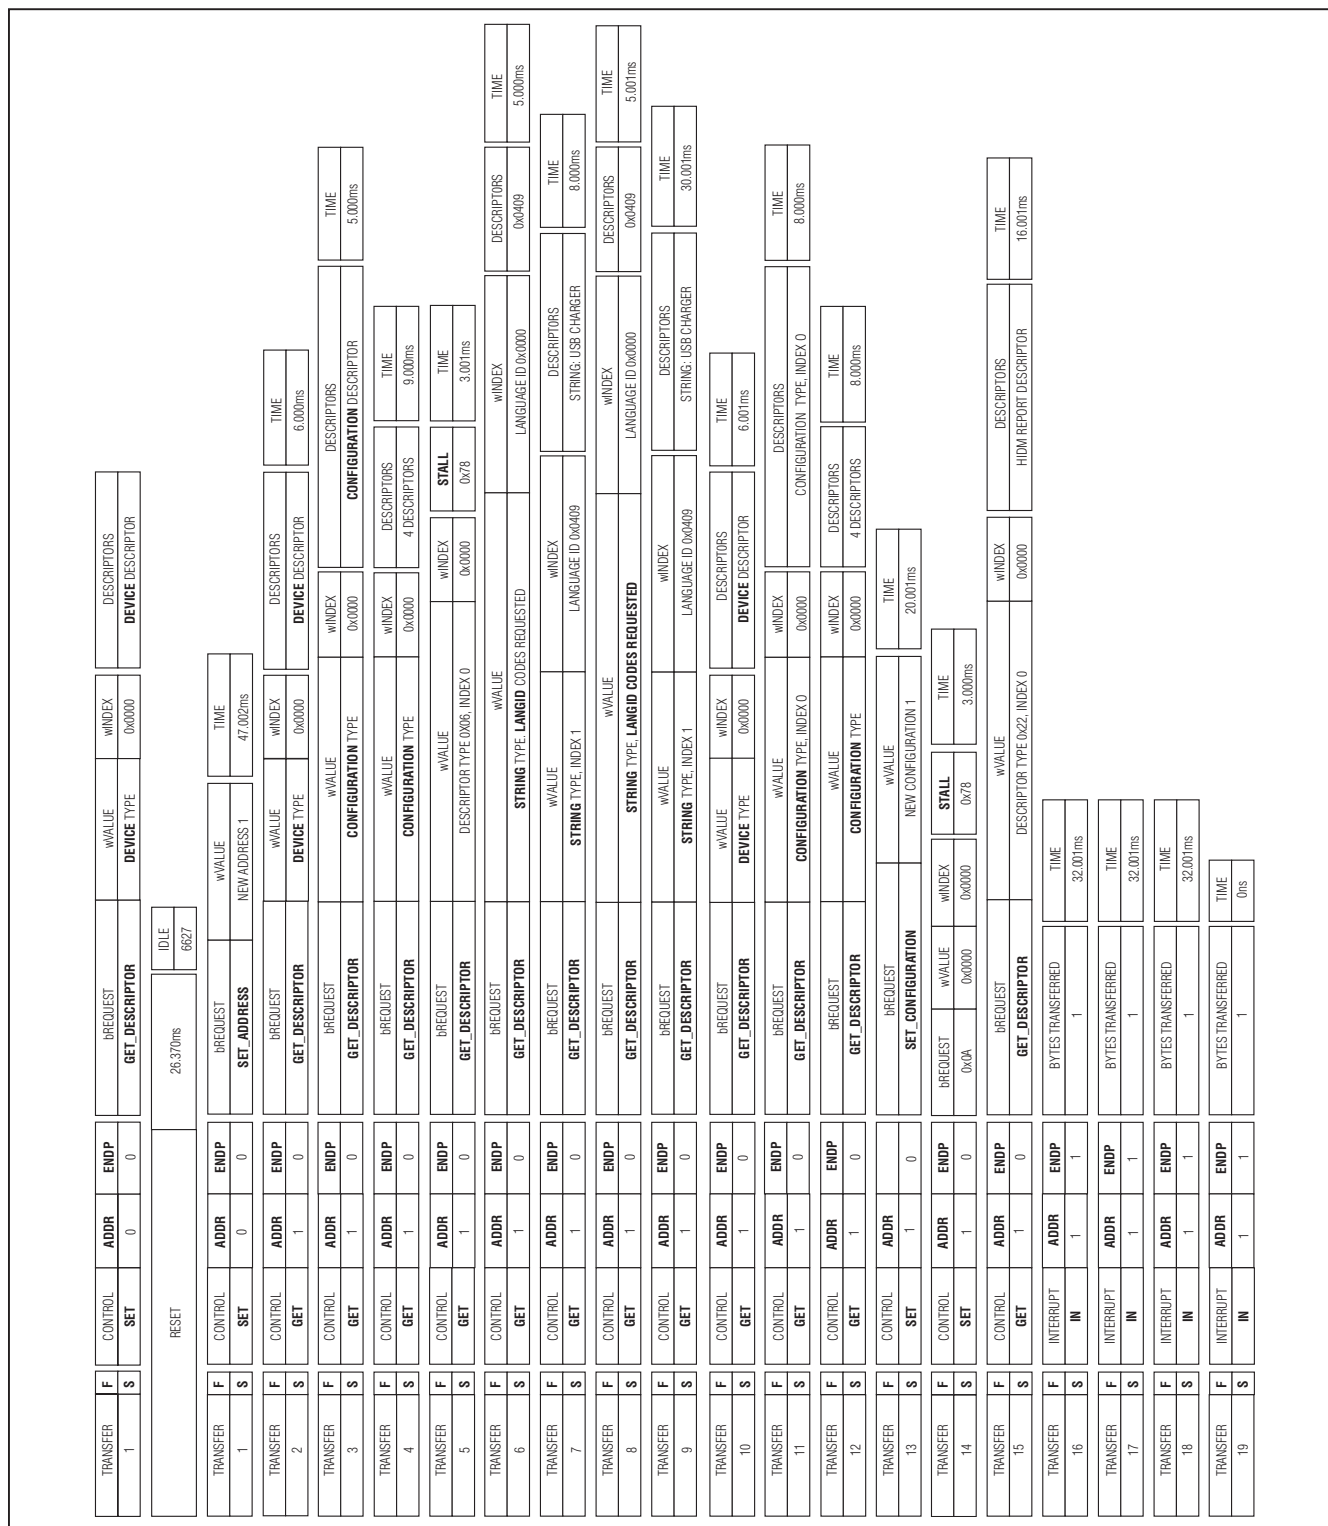 TRANSFER F CONTROL ADDR ENDP bREQUEST wVALUE wINDEX DESCRIPTORS
1 S SET 0 0 GET_DESCRIPTOR DEVICE TYPE 0x0000 DEVICE DESCRIPTOR
RESET 26.370ms IDLE
6627
TRANSFER F CONTROL ADDR ENDP bREQUEST wVALUE TIME
1 S SET 0 0 SET_ADDRESS NEW ADDRESS 1 47.002ms
TRANSFER F CONTROL ADDR ENDP bREQUEST wVALUE wINDEX DESCRIPTORS TIME
2 S GET 1 0 GET_DESCRIPTOR DEVICE TYPE 0x0000 DEVICE DESCRIPTOR 6.000ms
TRANSFER F CONTROL ADDR ENDP bREQUEST wVALUE wINDEX DESCRIPTORS TIME
3 S GET 1 0 GET_DESCRIPTOR CONFIGURATION TYPE 0x0000 CONFIGURATION DESCRIPTOR 5.000ms
TRANSFER F CONTROL ADDR ENDP bREQUEST wVALUE wINDEX DESCRIPTORS TIME
4 S GET 1 0 GET_DESCRIPTOR CONFIGURATION TYPE 0x0000 4 DESCRIPTORS 9.000ms
TRANSFER F CONTROL ADDR ENDP bREQUEST wVALUE wINDEX STALL TIME
5 S GET 1 0 GET_DESCRIPTOR DESCRIPTOR TYPE 0X06, INDEX 0 0x0000 0x78 3.001ms
TRANSFER F CONTROL ADDR ENDP bREQUEST wVALUE wINDEX DESCRIPTORS TIME
6 S GET 1 0 GET_DESCRIPTOR STRING TYPE, LANGID CODES REQUESTED LANGUAGE ID 0x0000 0x0409 5.000ms
TRANSFER F CONTROL ADDR ENDP bREQUEST wVALUE wINDEX DESCRIPTORS TIME
7 S GET 1 0 GET_DESCRIPTOR STRING TYPE, INDEX 1 LANGUAGE ID 0x0409 STRING: USB CHARGER 8.000ms
TRANSFER F CONTROL ADDR ENDP bREQUEST wVALUE wINDEX DESCRIPTORS TIME
8 S GET 1 0 GET_DESCRIPTOR STRING TYPE, LANGID CODES REQUESTED LANGUAGE ID 0x0000 0x0409 5.001ms
TRANSFER F CONTROL ADDR ENDP bREQUEST wVALUE wINDEX DESCRIPTORS TIME
9 S GET 1 0 GET_DESCRIPTOR STRING TYPE, INDEX 1 LANGUAGE ID 0x0409 STRING: USB CHARGER 30.001ms
TRANSFER F CONTROL ADDR ENDP bREQUEST wVALUE wINDEX DESCRIPTORS TIME
10 S GET 1 0 GET_DESCRIPTOR DEVICE TYPE 0x0000 DEVICE DESCRIPTOR 6.001ms
TRANSFER F CONTROL ADDR ENDP bREQUEST wVALUE wINDEX DESCRIPTORS TIME
11 S GET 1 0 GET_DESCRIPTOR CONFIGURATION TYPE, INDEX 0 0x0000 CONFIGURATION TYPE, INDEX 0 8.000ms
TRANSFER F CONTROL ADDR ENDP bREQUEST wVALUE wINDEX DESCRIPTORS TIME
12 S GET 1 0 GET_DESCRIPTOR CONFIGURATION TYPE 0x0000 4 DESCRIPTORS 8.000ms
TRANSFER F CONTROL ADDR bREQUEST wVALUE TIME
13 S SET 1 0 SET_CONFIGURATION NEW CONFIGURATION 1 20.001ms
TRANSFER F CONTROL ADDR ENDP bREQUEST wVALUE wINDEX STALL TIME
14 S SET 1 0 0x0A 0x0000 0x0000 0x78 3.000ms
TRANSFER F CONTROL ADDR ENDP bREQUEST wVALUE wINDEX DESCRIPTORS TIME
15 S GET 1 0 GET_DESCRIPTOR DESCRIPTOR TYPE 0x22, INDEX 0 0x0000 HIDM REPORT DESCRIPTOR 16.001ms
TRANSFER F INTERRUPT ADDR ENDP BYTES TRANSFERRED TIME
16 S IN 1 1 1 32.001ms
TRANSFER F INTERRUPT ADDR ENDP BYTES TRANSFERRED TIME
17 S IN 1 1 1 32.001ms
TRANSFER F INTERRUPT ADDR ENDP BYTES TRANSFERRED TIME
18 S IN 1 1 1 32.001ms
TRANSFER F INTERRUPT ADDR ENDP BYTES TRANSFERRED TIME
19 S IN 1 1 1 0ns